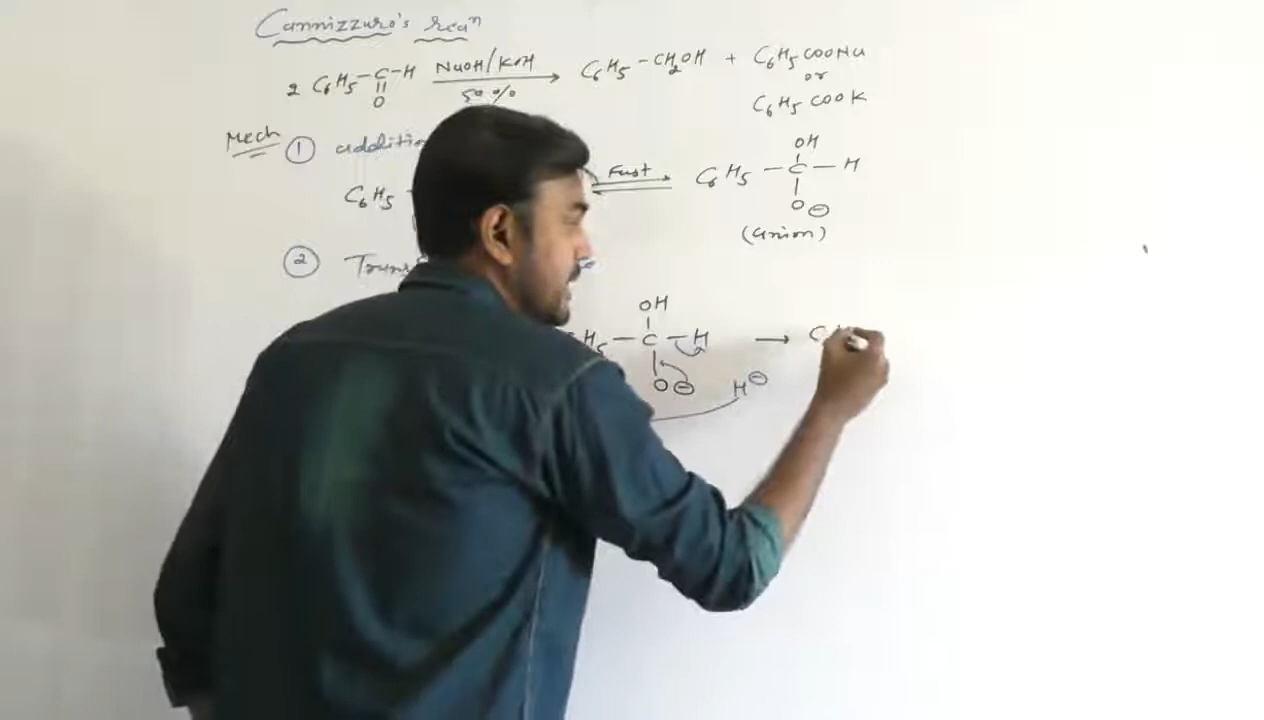 Cannizzaro's reaⁿ
2 C6H5-C-H NaOH/KOH C6H5-CH2OH + C6H5COONa
O 50% or
C6H5COOK
Mech ① OH
C6H5 Fast C6H5-C-H
O⊖
② (anion)
OH
H5-C-H → C
O⊖ H⊖